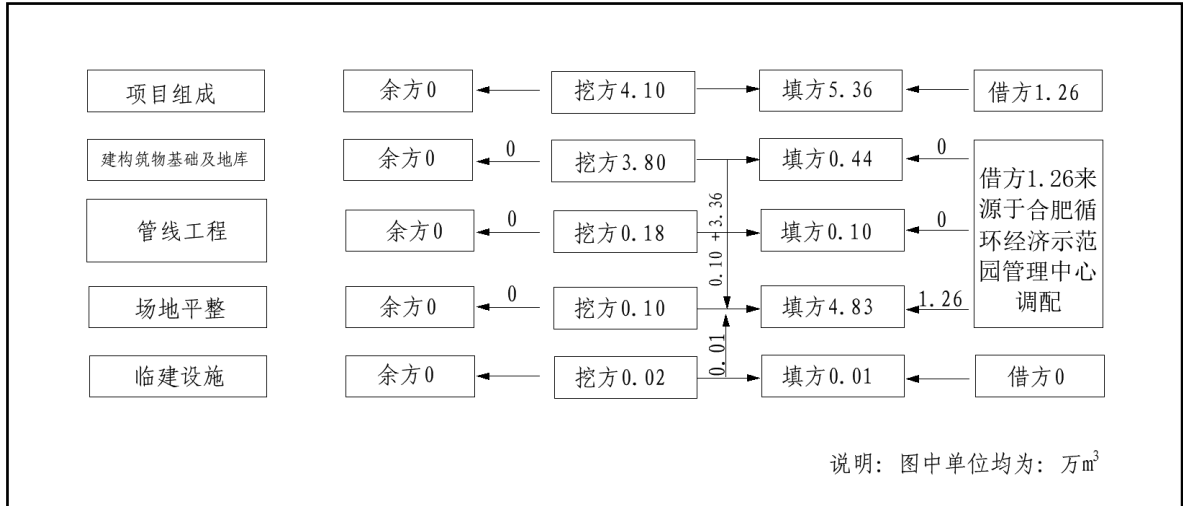 项目组成 余方0 挖方4.10 填方5.36 借方1.26
建构筑物基础及地库 余方0 0 挖方3.80 填方0.44 0
借方1.26来
源于合肥循
环经济示范
园管理中心
调配
管线工程 余方0 0 挖方0.18 0.10 +3.36 填方0.10 0
场地平整 余方0 0 挖方0.10 填方4.83 1.26
临建设施 余方0 挖方0.02 0.01 填方0.01 借方0
说明: 图中单位均为: 万m³